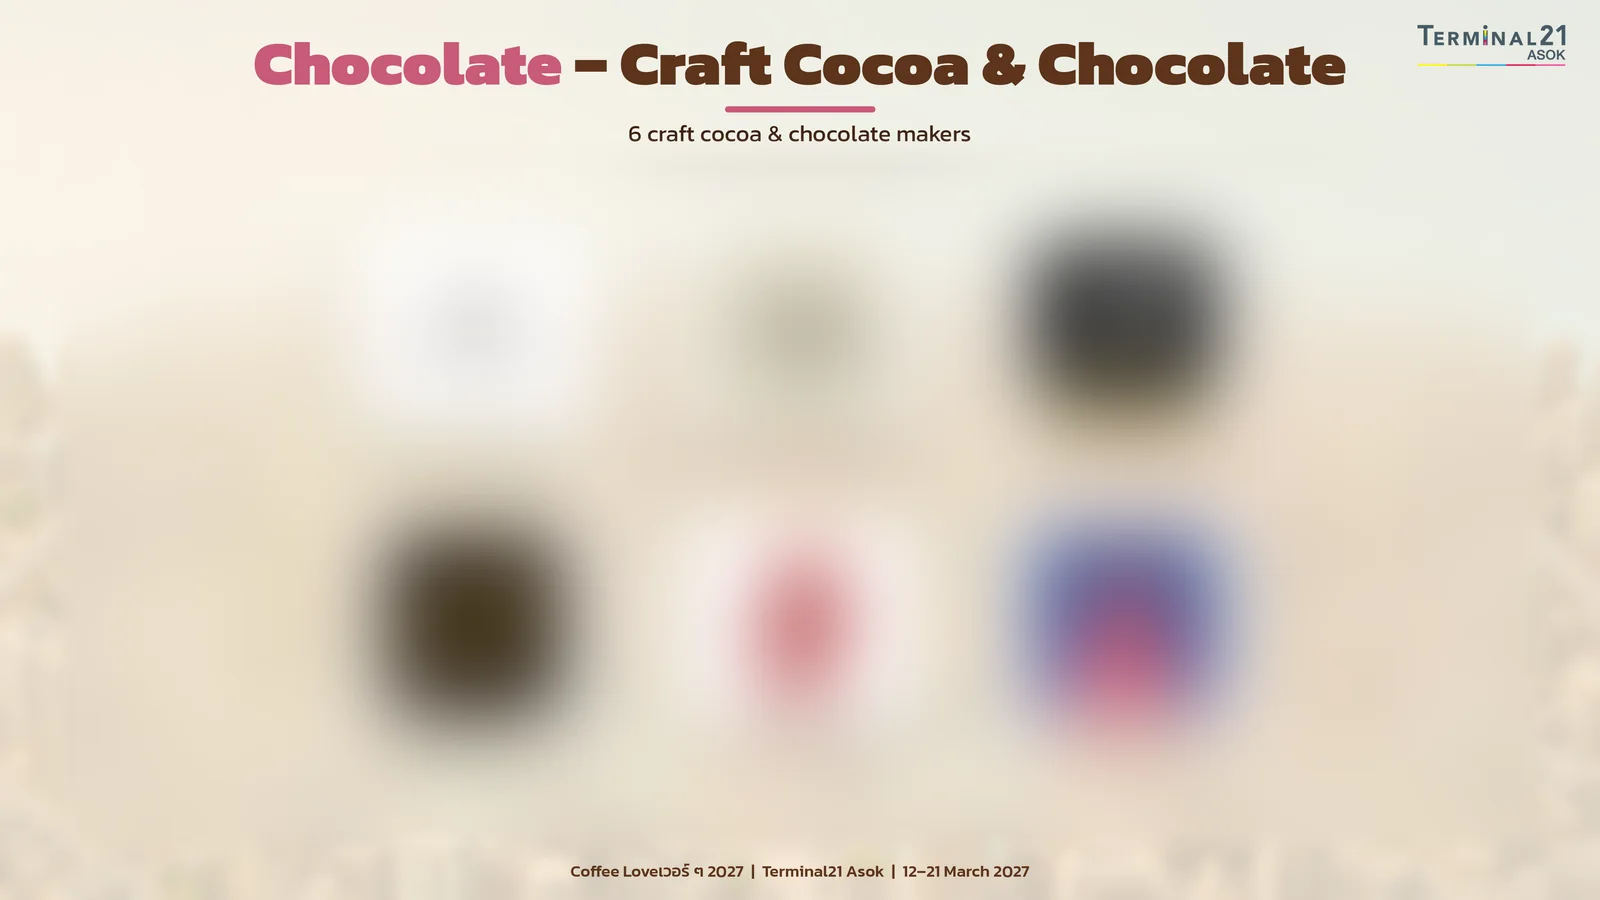 Chocolate – Craft Cocoa & Chocolate
TERMINAL21
ASOK
6 craft cocoa & chocolate makers
Coffee Loveเวอร์ ๆ 2027 | Terminal21 Asok | 12–21 March 2027